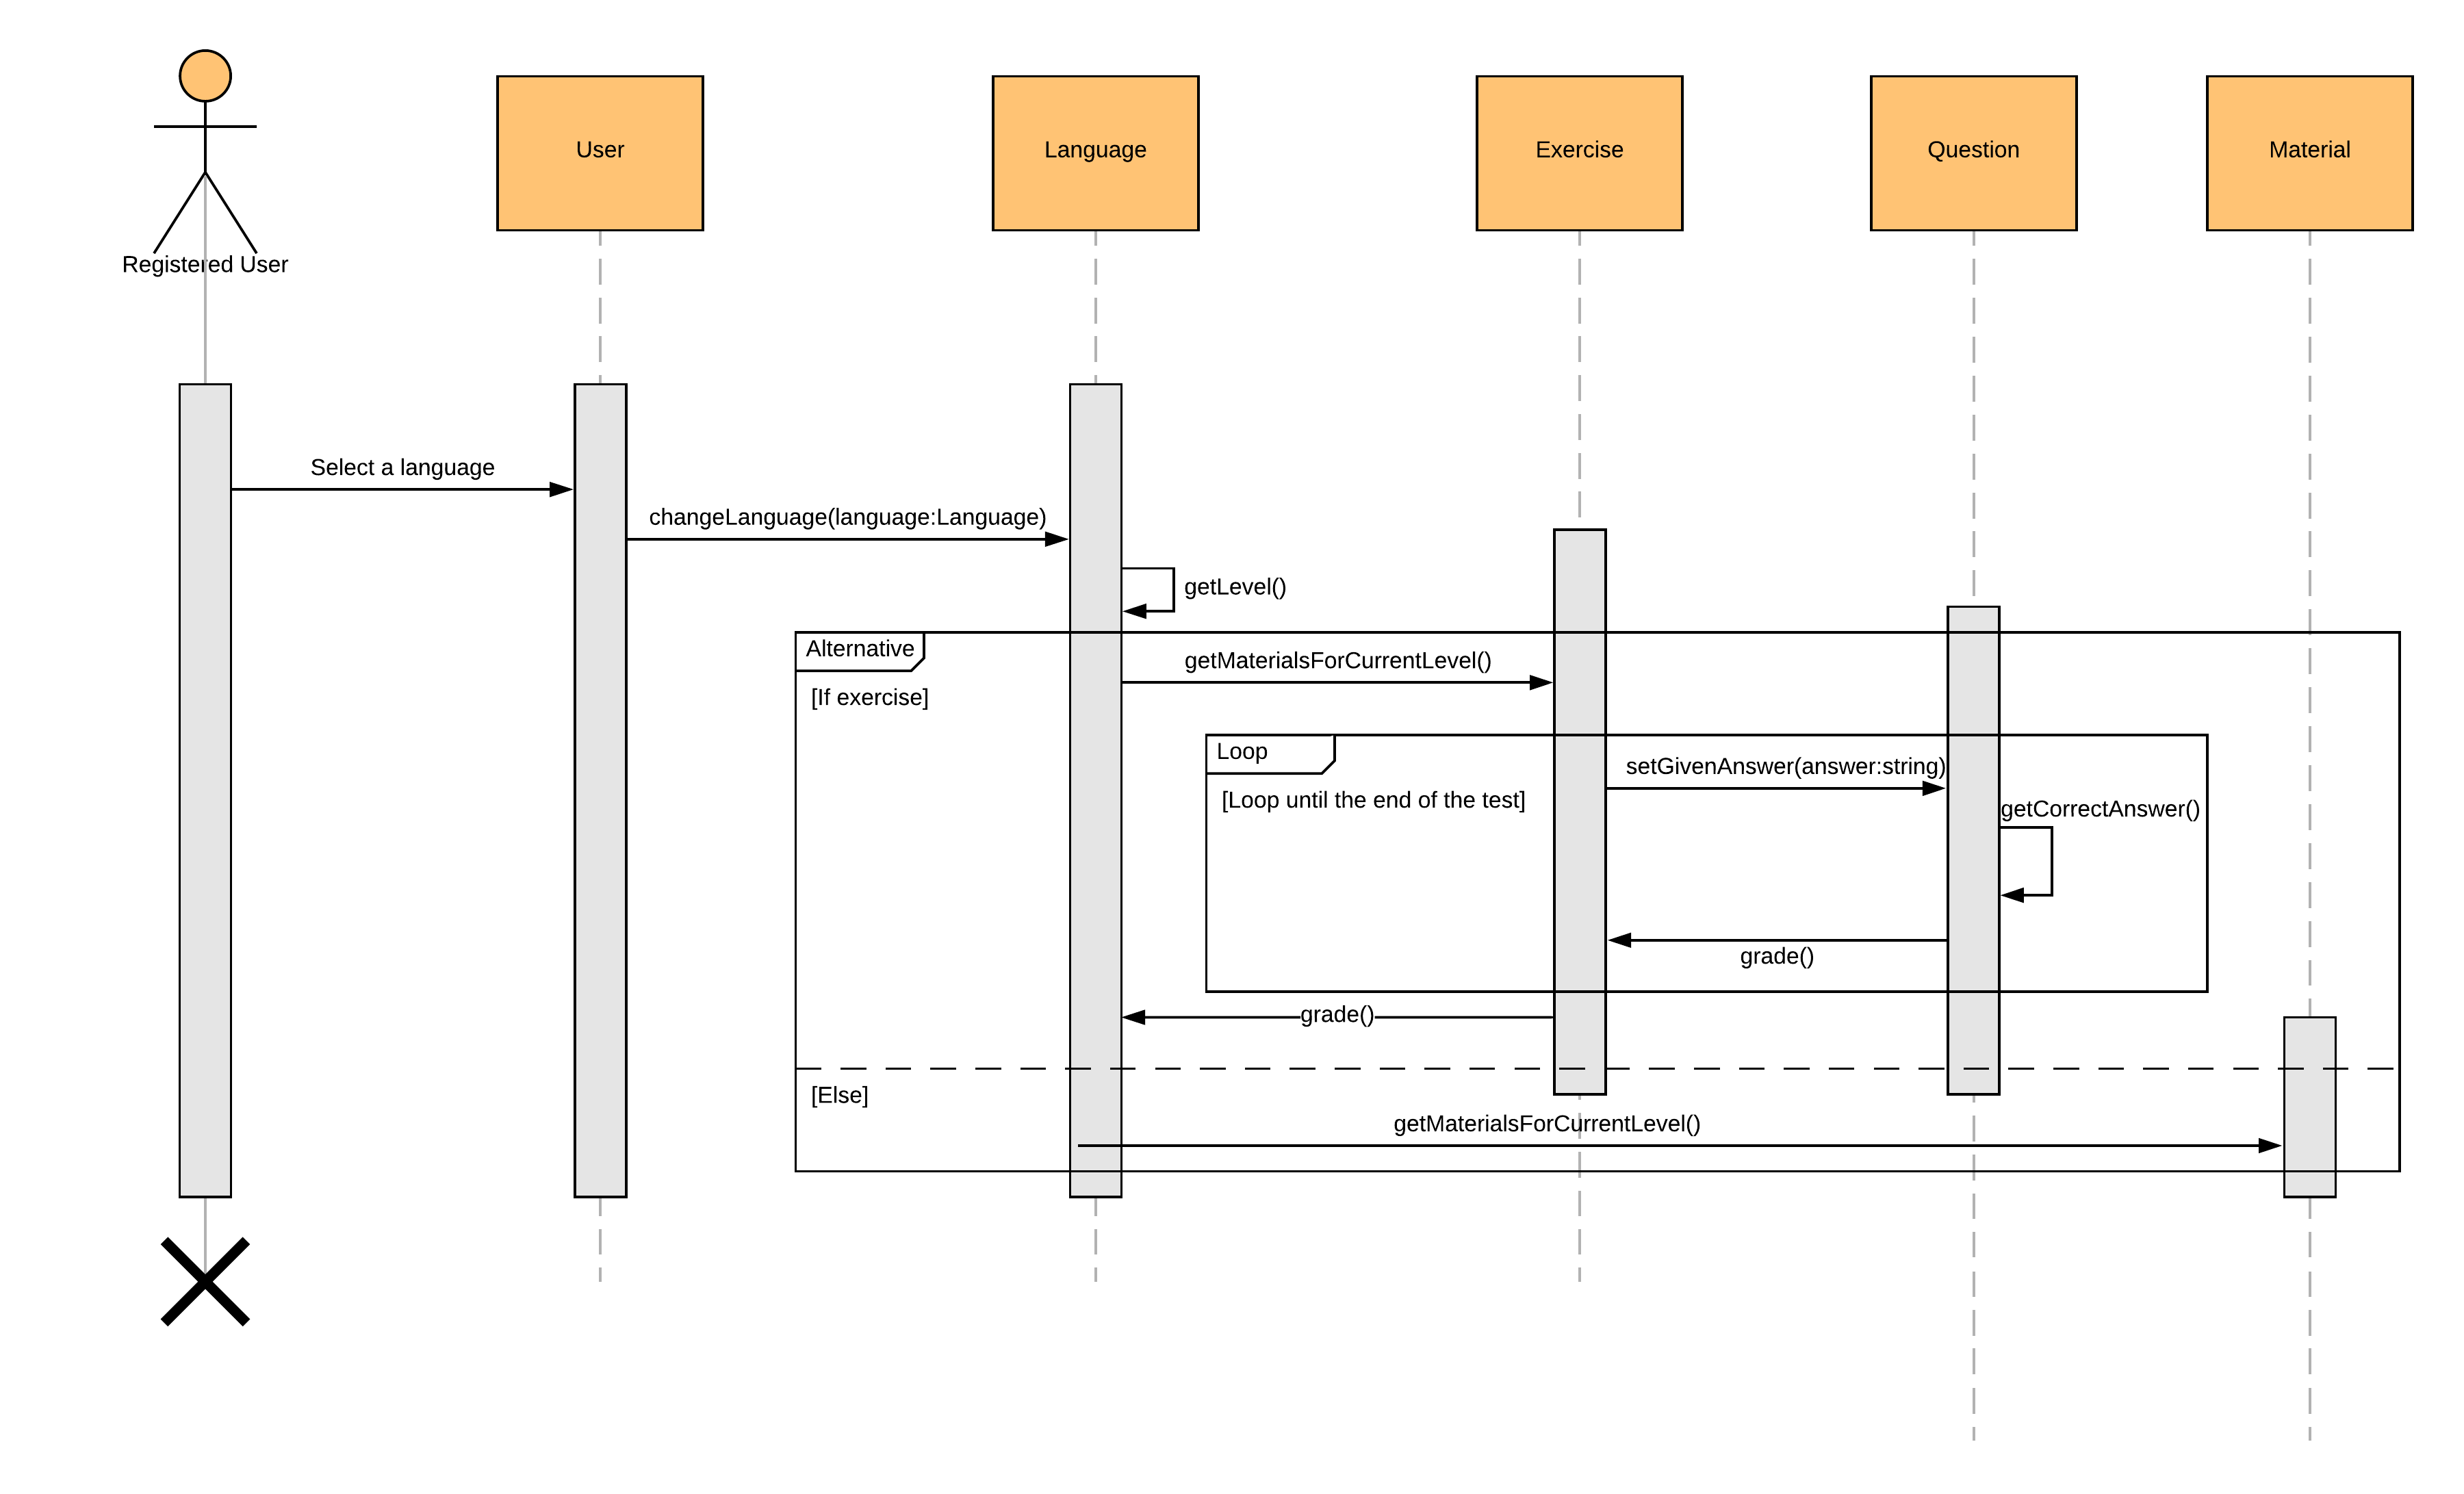 User
Language
Exercise
Question
Material
Registered User
Select a language
changeLanguage(language:Language)
getLevel()
Alternative
getMaterialsForCurrentLevel()
[If exercise]
Loop
setGivenAnswer(answer:string)
[Loop until the end of the test]
getCorrectAnswer()
grade()
grade()
[Else]
getMaterialsForCurrentLevel()